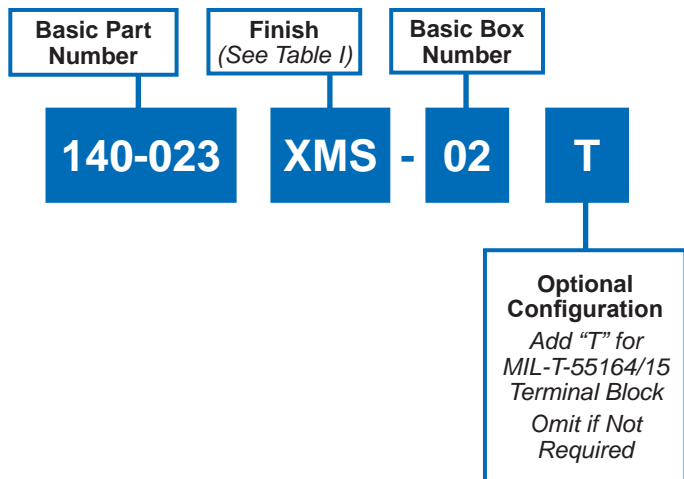 Basic Part
Number
Finish
(See Table I)
Basic Box
Number
140-023 XMS - 02 T
Optional
Configuration
Add “T” for
MIL-T-55164/15
Terminal Block
Omit if Not
Required